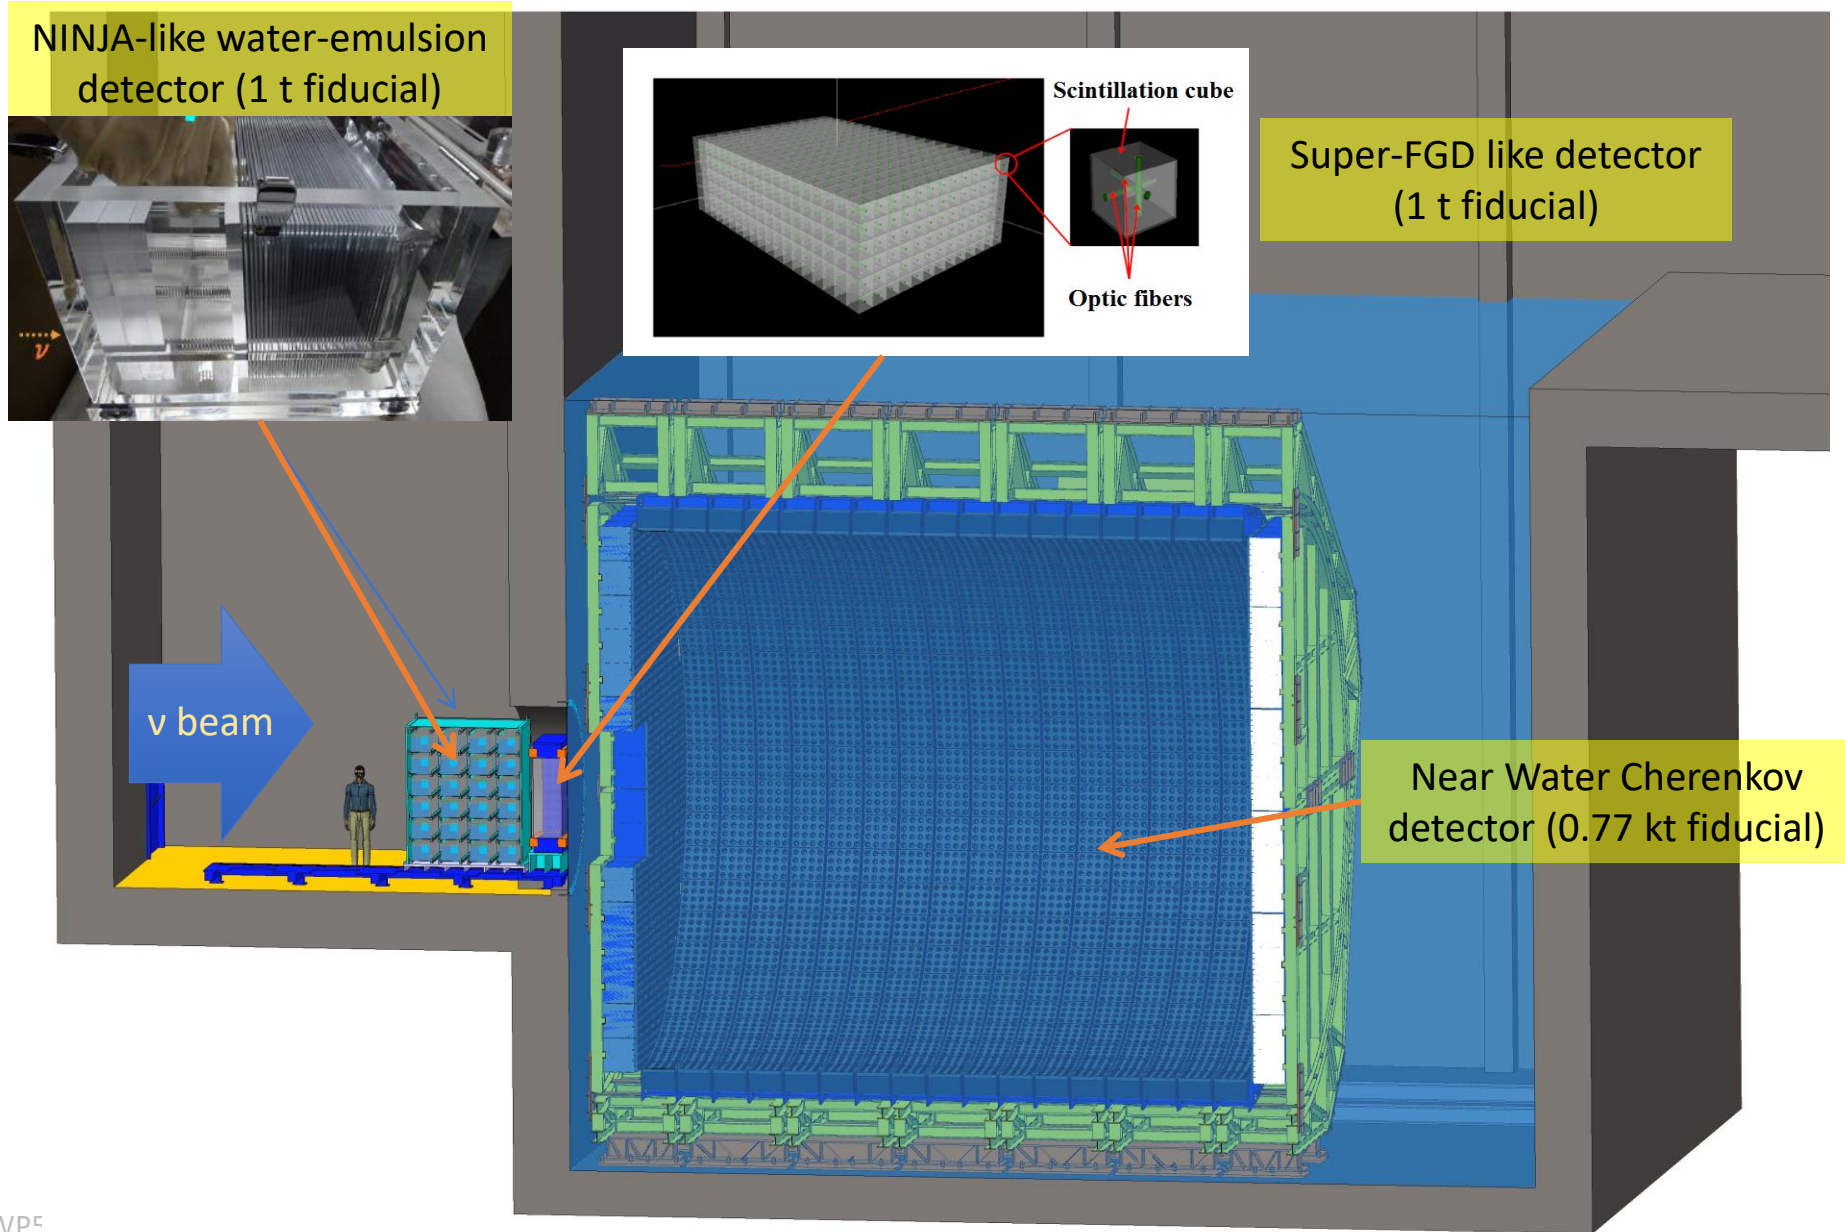 NINJA-like water-emulsion
detector (1 t fiducial)
ν
Scintillation cube
Optic fibers
Super-FGD like detector
(1 t fiducial)
ν beam
Near Water Cherenkov
detector (0.77 kt fiducial)